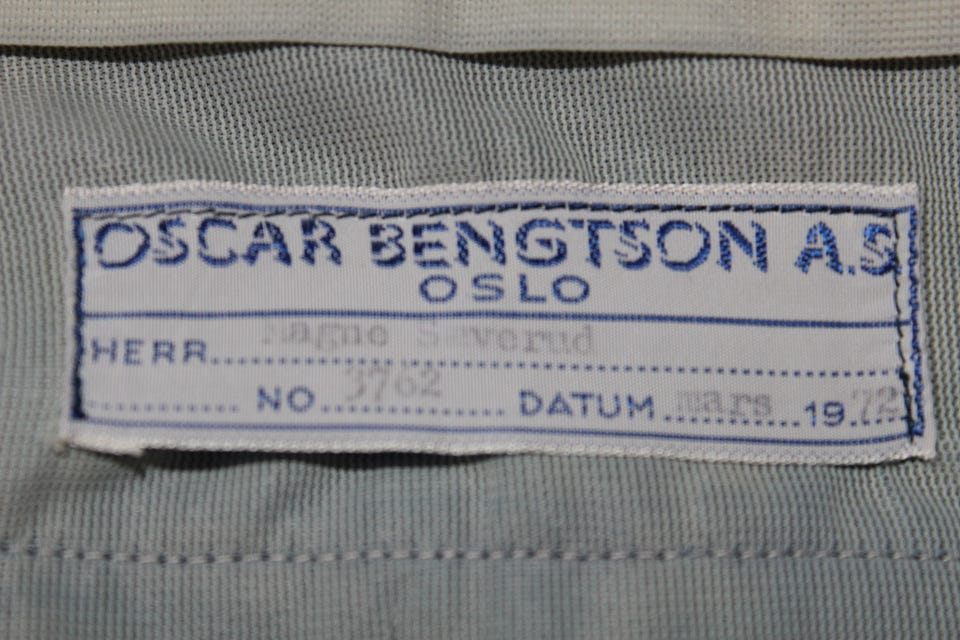 OSCAR BENGTSON A.S
OSLO
HERR Magne
NO 3762 DATUM mars 1972